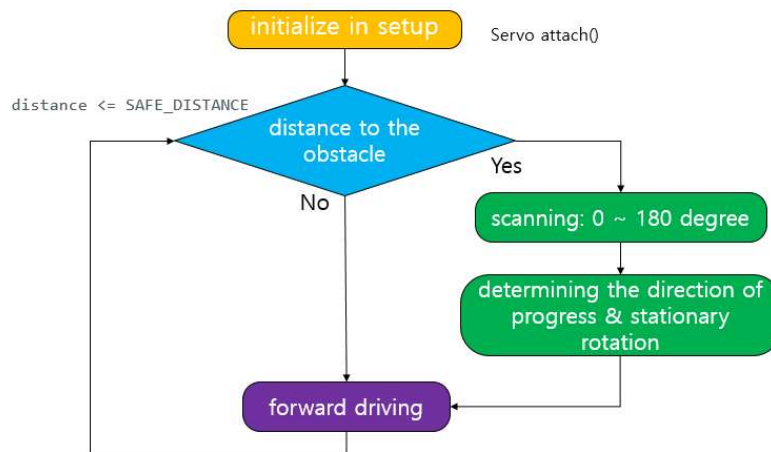 initialize in setup
Servo attach()
distance <= SAFE_DISTANCE
distance to the
obstacle
Yes
No
scanning: 0 ~ 180 degree
determining the direction of
progress & stationary
rotation
forward driving